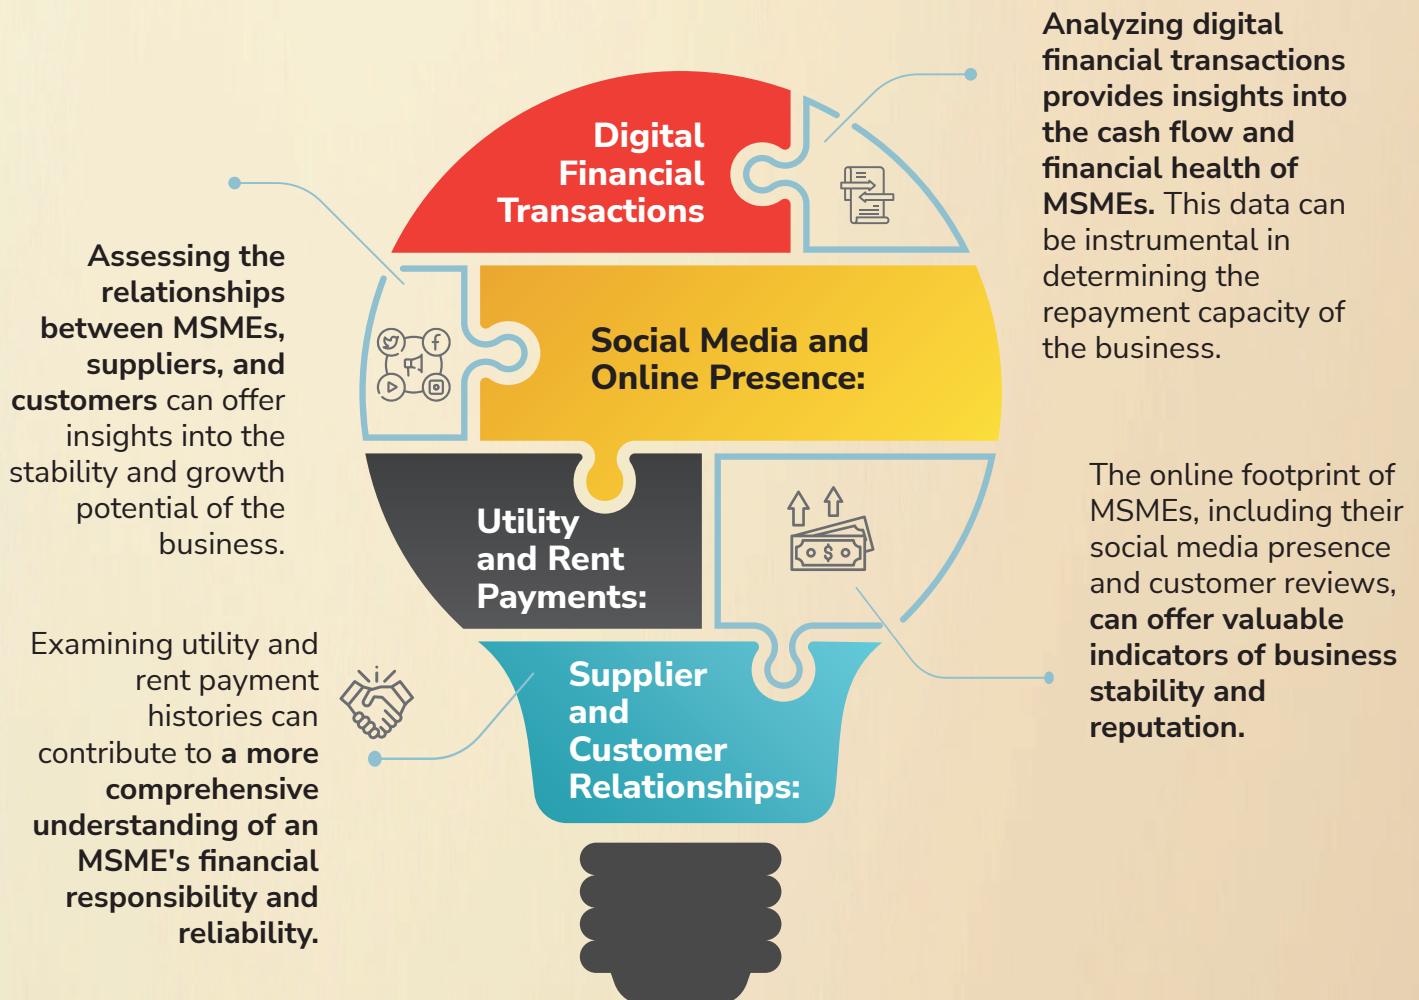 Analyzing digital
financial transactions
provides insights into
the cash flow and
financial health of
MSMEs. This data can
be instrumental in
determining the
repayment capacity of
the business.
Digital
Financial
Transactions
Assessing the
relationships
between MSMEs,
suppliers, and
customers can offer
insights into the
stability and growth
potential of the
business.
Social Media and
Online Presence:
The online footprint of
MSMEs, including their
social media presence
and customer reviews,
can offer valuable
indicators of business
stability and
reputation.
Utility
and Rent
Payments:
Examining utility and
rent payment
histories can
contribute to a more
comprehensive
understanding of an
MSME's financial
responsibility and
reliability.
Supplier
and
Customer
Relationships: